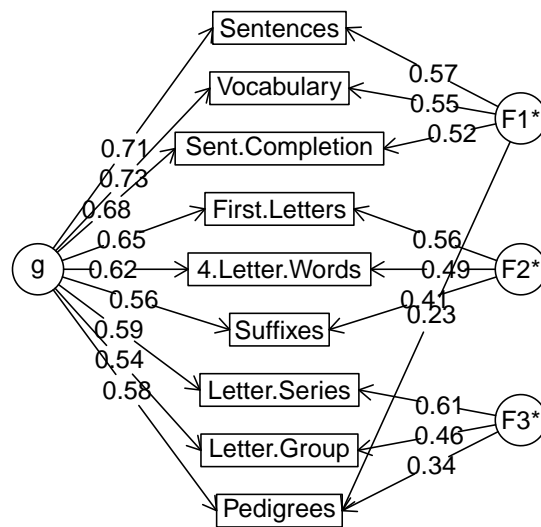 Sentences
0.57
Vocabulary
0.55
F1*
0.71
Sent.Completion
0.52
0.73
0.68
First.Letters
0.65
0.56
g
0.62
4.Letter.Words
0.49
F2*
0.56
0.41
0.23
Suffixes
0.59
0.54
Letter.Series
0.61
0.58
F3*
Letter.Group
0.46
0.34
Pedigrees